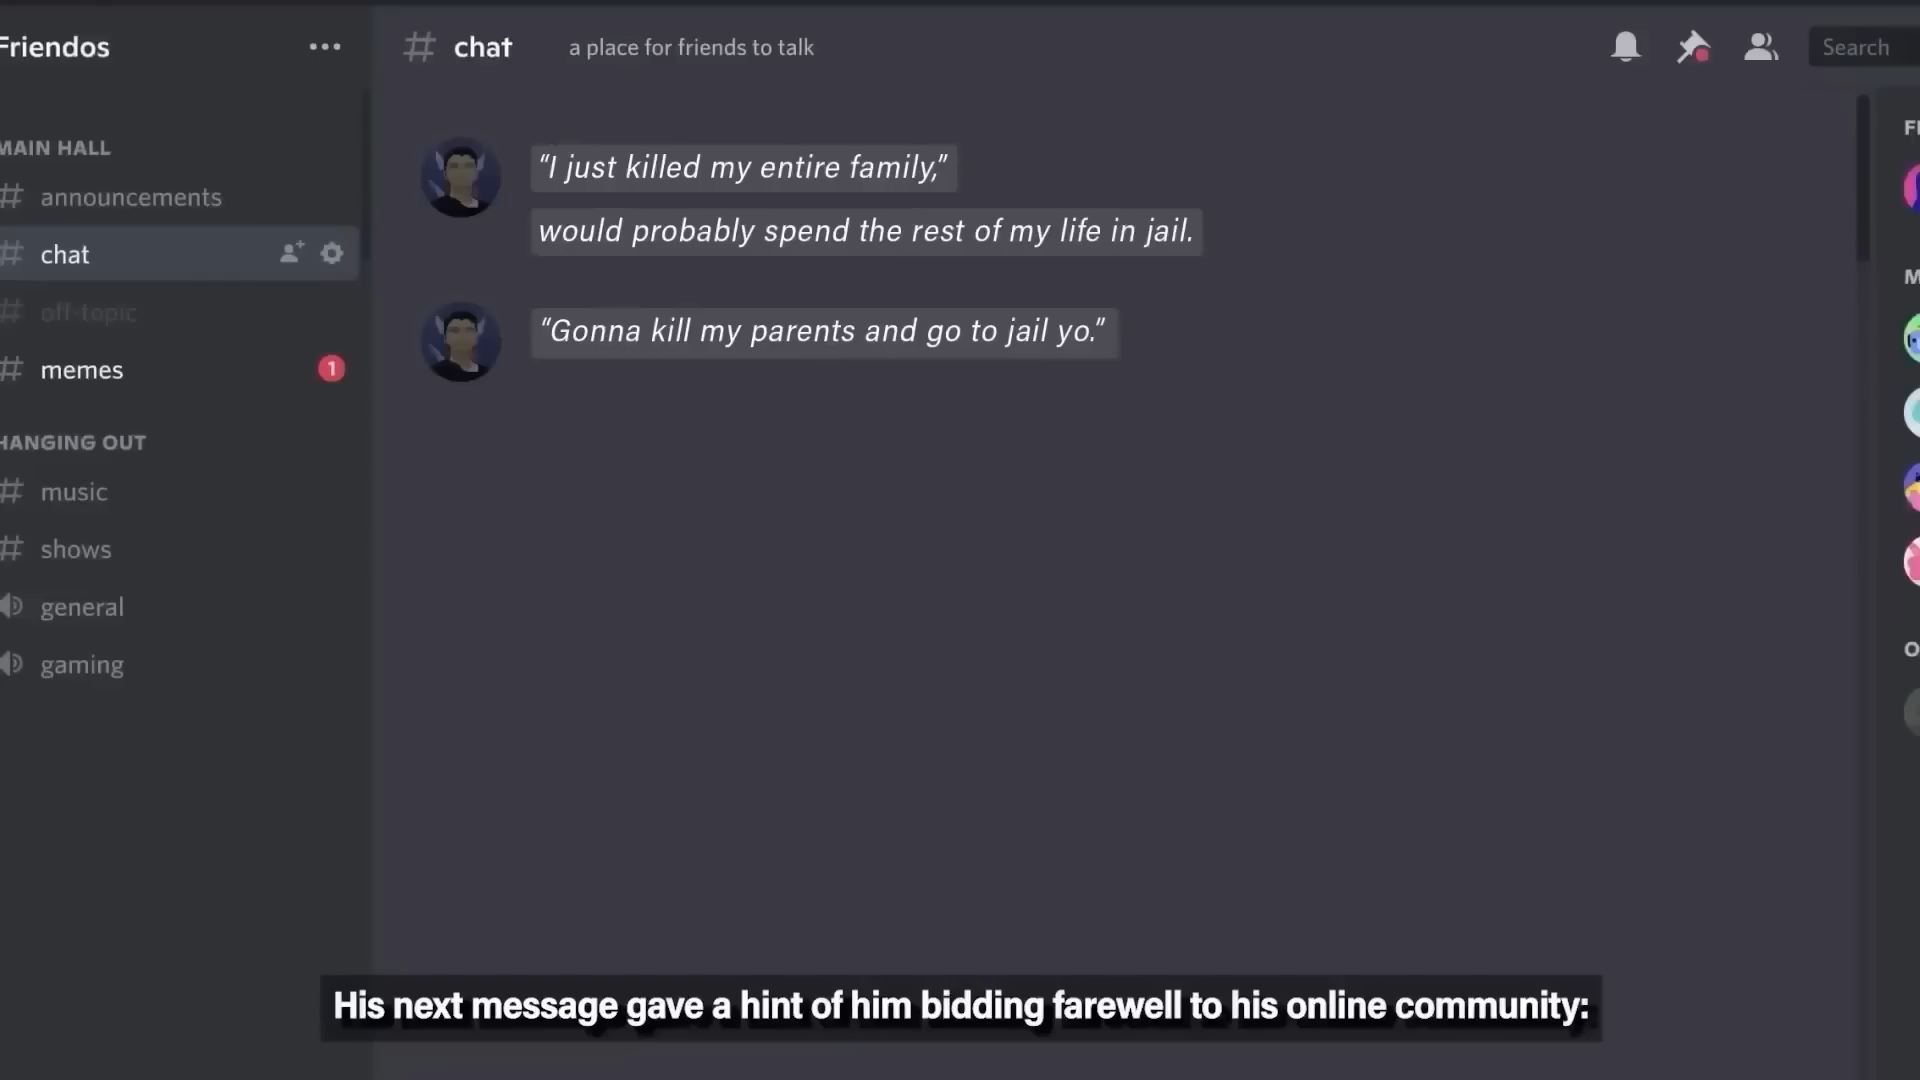 Friendos
# chat a place for friends to talk
Search
MAIN HALL
# announcements
# chat
# off-topic
# memes 1
HANGING OUT
# music
# shows
general
gaming
“I just killed my entire family,”
would probably spend the rest of my life in jail.
“Gonna kill my parents and go to jail yo.”
His next message gave a hint of him bidding farewell to his online community: